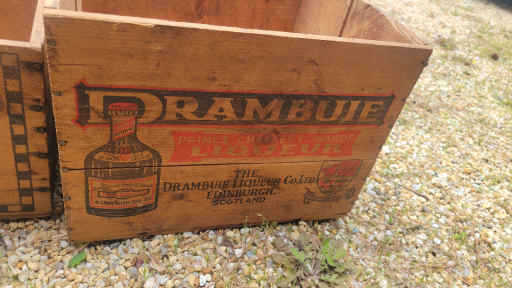 DRAMBUIE
LIQUEUR
THE
DRAMBUIE LIQUEUR Co. LTD
EDINBURGH.
SCOTLAND